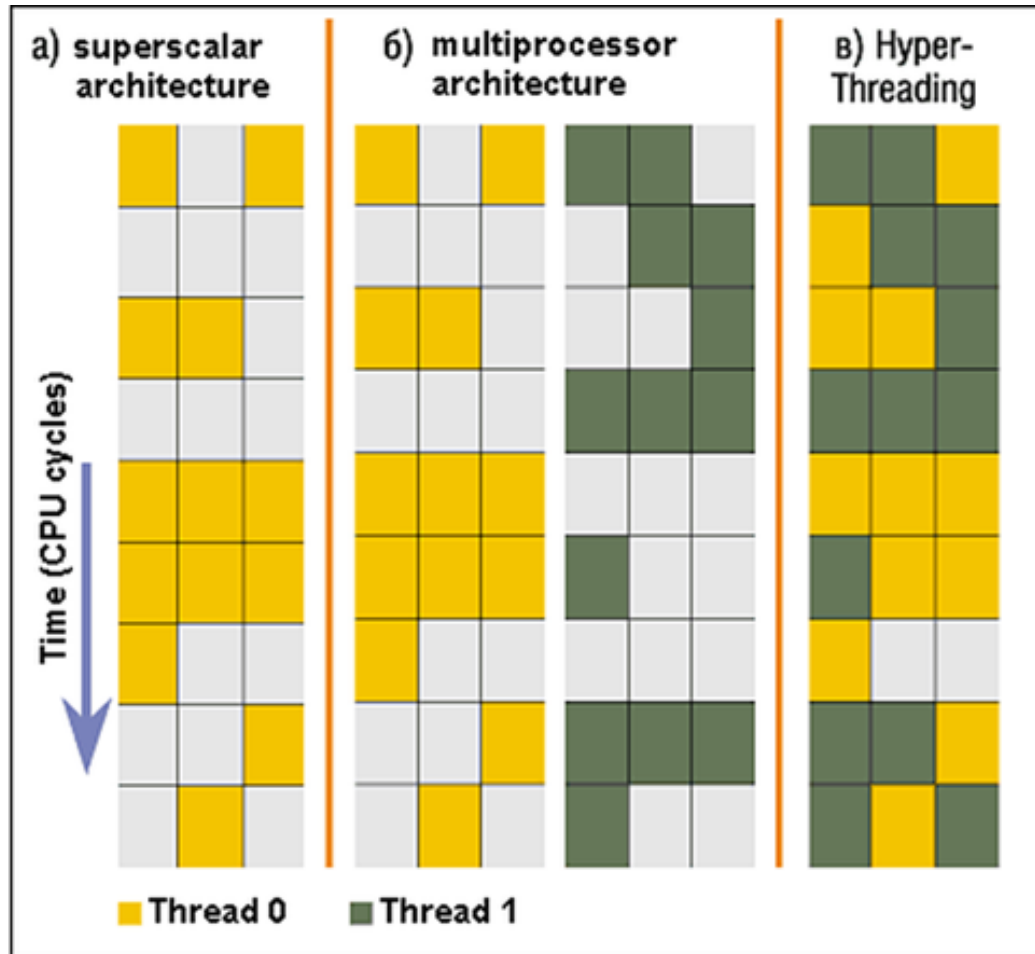 а) superscalar
architecture
б) multiprocessor
architecture
в) Hyper-
Threading
Time (CPU cycles)
Thread 0
Thread 1